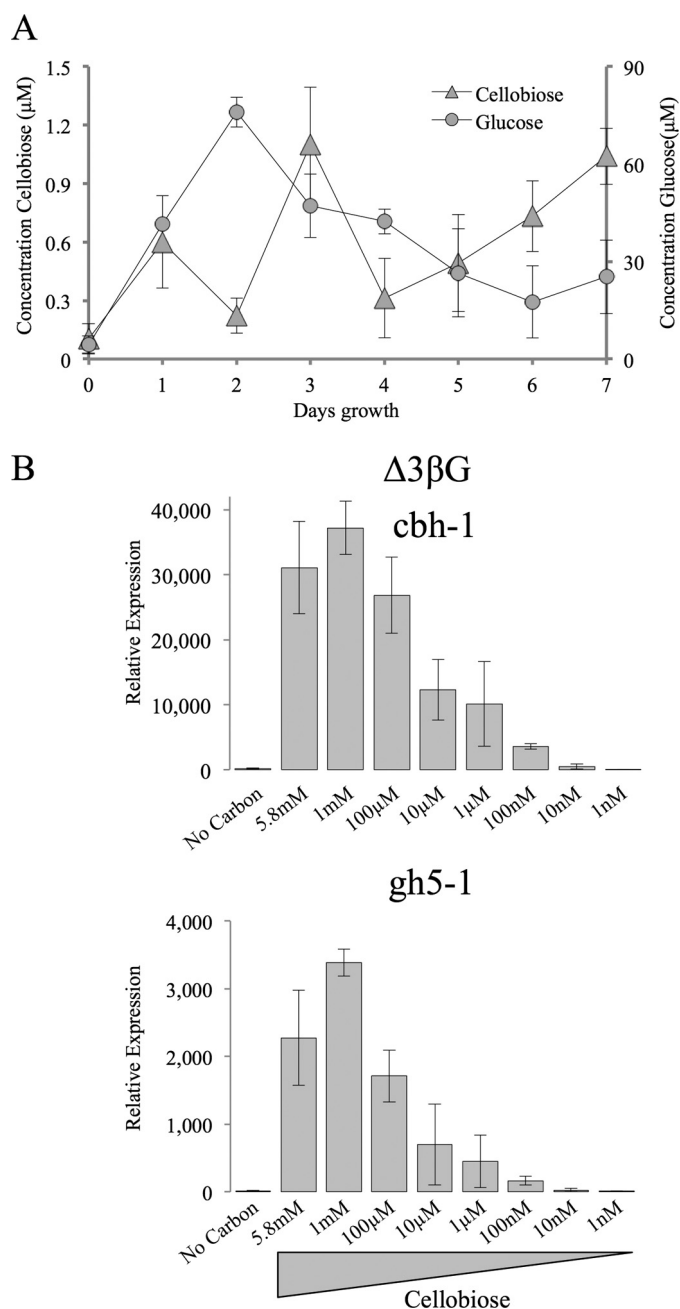 A
1.5
1.2
0.9
0.6
0.3
0
Concentration Cellobiose (µM)
90
60
30
0
Concentration Glucose(µM)
Cellobiose
Glucose
0 1 2 3 4 5 6 7
Days growth
B
Δ3βG
cbh-1
40,000
30,000
20,000
10,000
0
Relative Expression
No Carbon 5.8mM 1mM 100µM 10µM 1µM 100nM 10nM 1nM
gh5-1
4,000
3,000
2,000
1,000
0
Relative Expression
No Carbon 5.8mM 1mM 100µM 10µM 1µM 100nM 10nM 1nM
Cellobiose